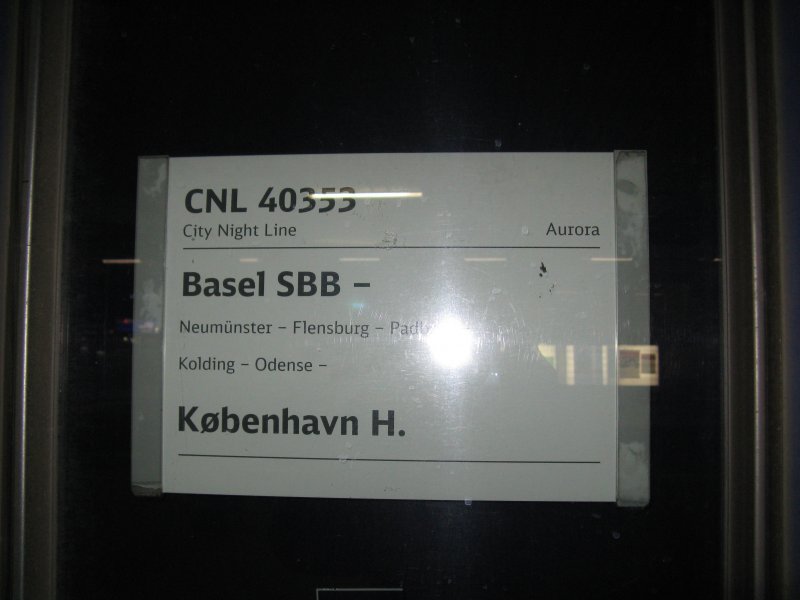 CNL 40353
City Night Line Aurora
Basel SBB –
Neumünster – Flensburg –
Kolding – Odense –
København H.